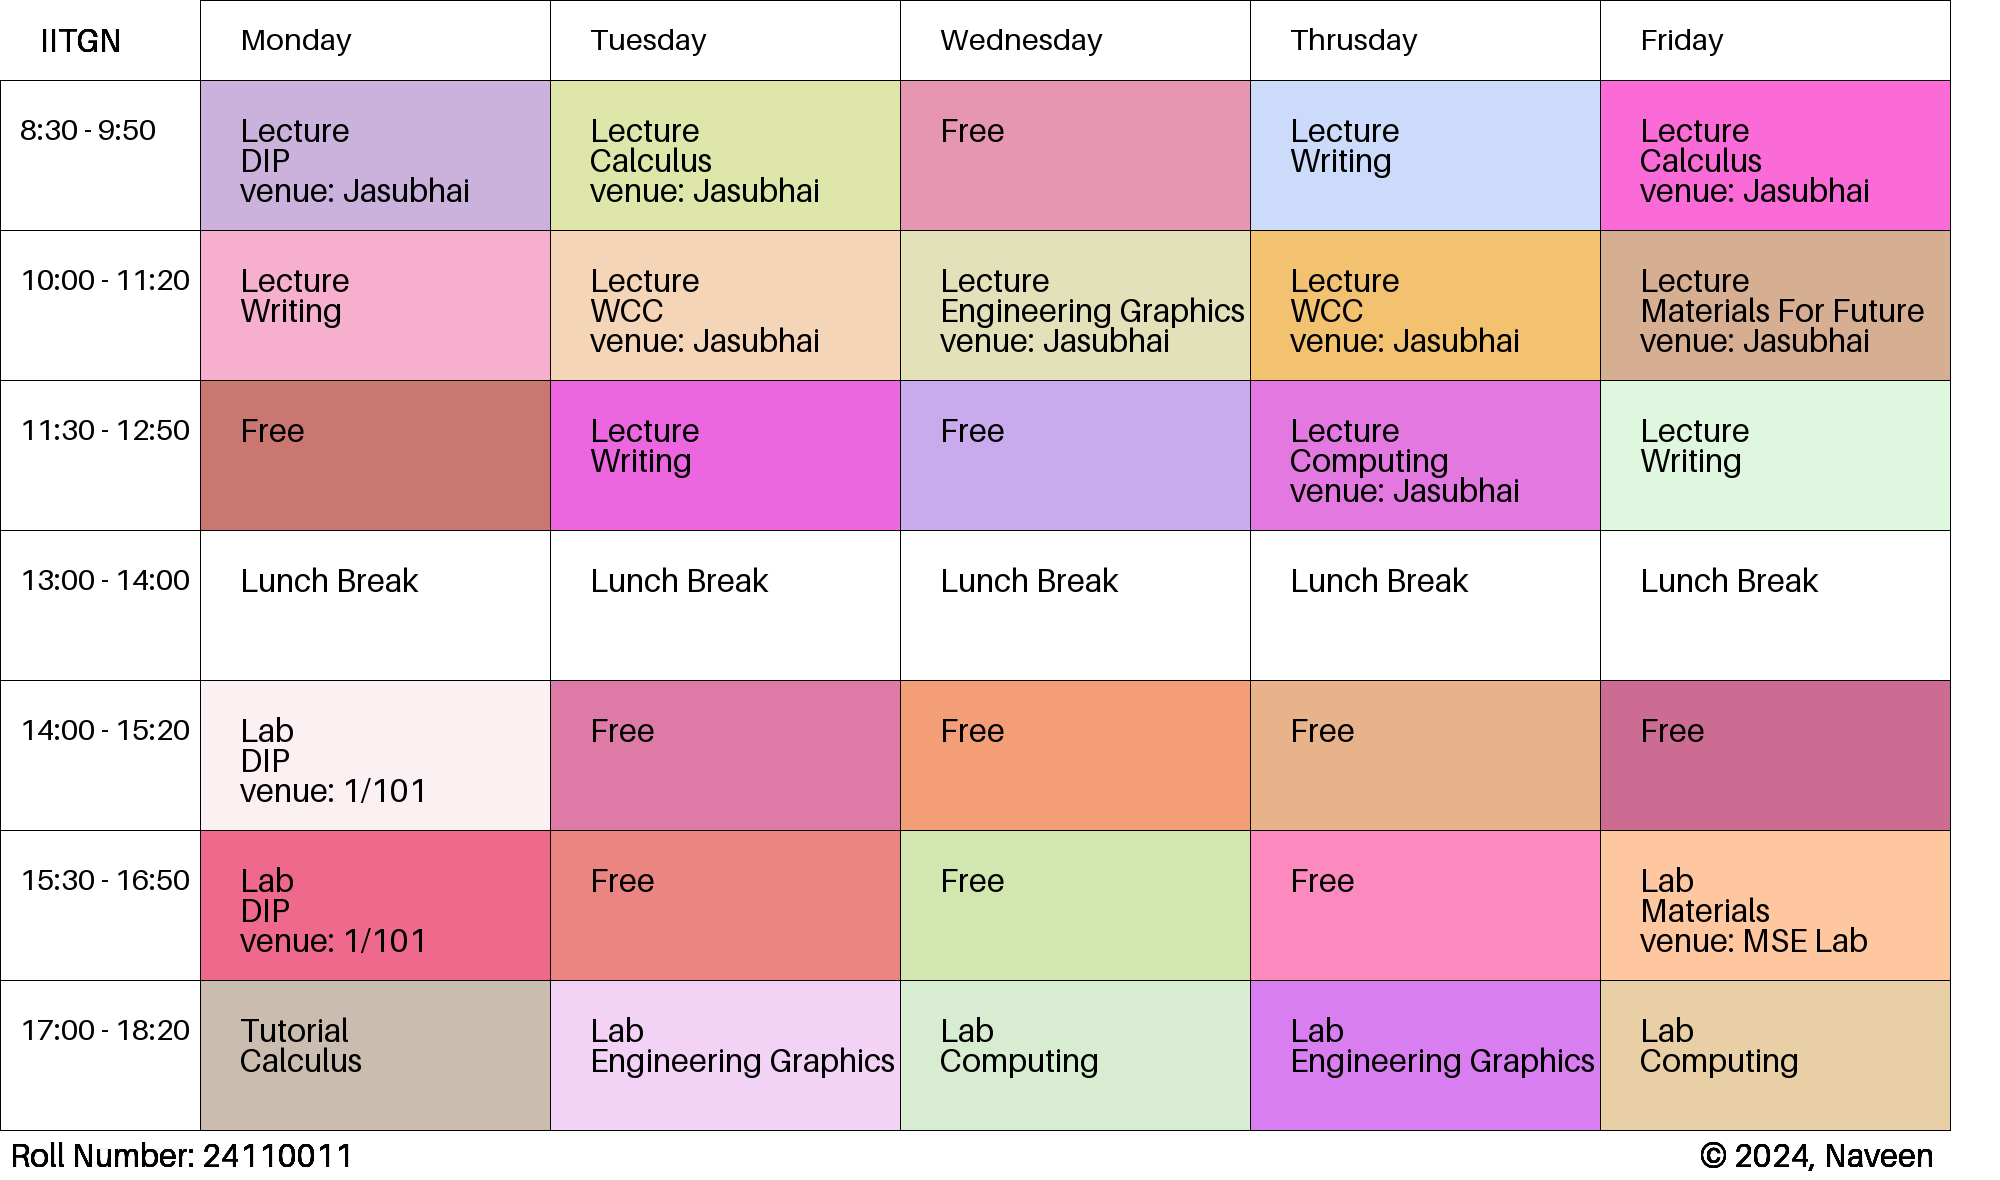 IITGN Monday Tuesday Wednesday Thrusday Friday
8:30 - 9:50
Lecture
DIP
venue: Jasubhai
Lecture
Calculus
venue: Jasubhai
Free
Lecture
Writing
Lecture
Calculus
venue: Jasubhai
10:00 - 11:20
Lecture
Writing
Lecture
WCC
venue: Jasubhai
Lecture
Engineering Graphics
venue: Jasubhai
Lecture
WCC
venue: Jasubhai
Lecture
Materials For Future
venue: Jasubhai
11:30 - 12:50
Free
Lecture
Writing
Free
Lecture
Computing
venue: Jasubhai
Lecture
Writing
13:00 - 14:00
Lunch Break
Lunch Break
Lunch Break
Lunch Break
Lunch Break
14:00 - 15:20
Lab
DIP
venue: 1/101
Free
Free
Free
Free
15:30 - 16:50
Lab
DIP
venue: 1/101
Free
Free
Free
Lab
Materials
venue: MSE Lab
17:00 - 18:20
Tutorial
Calculus
Lab
Engineering Graphics
Lab
Computing
Lab
Engineering Graphics
Lab
Computing
Roll Number: 24110011
© 2024, Naveen